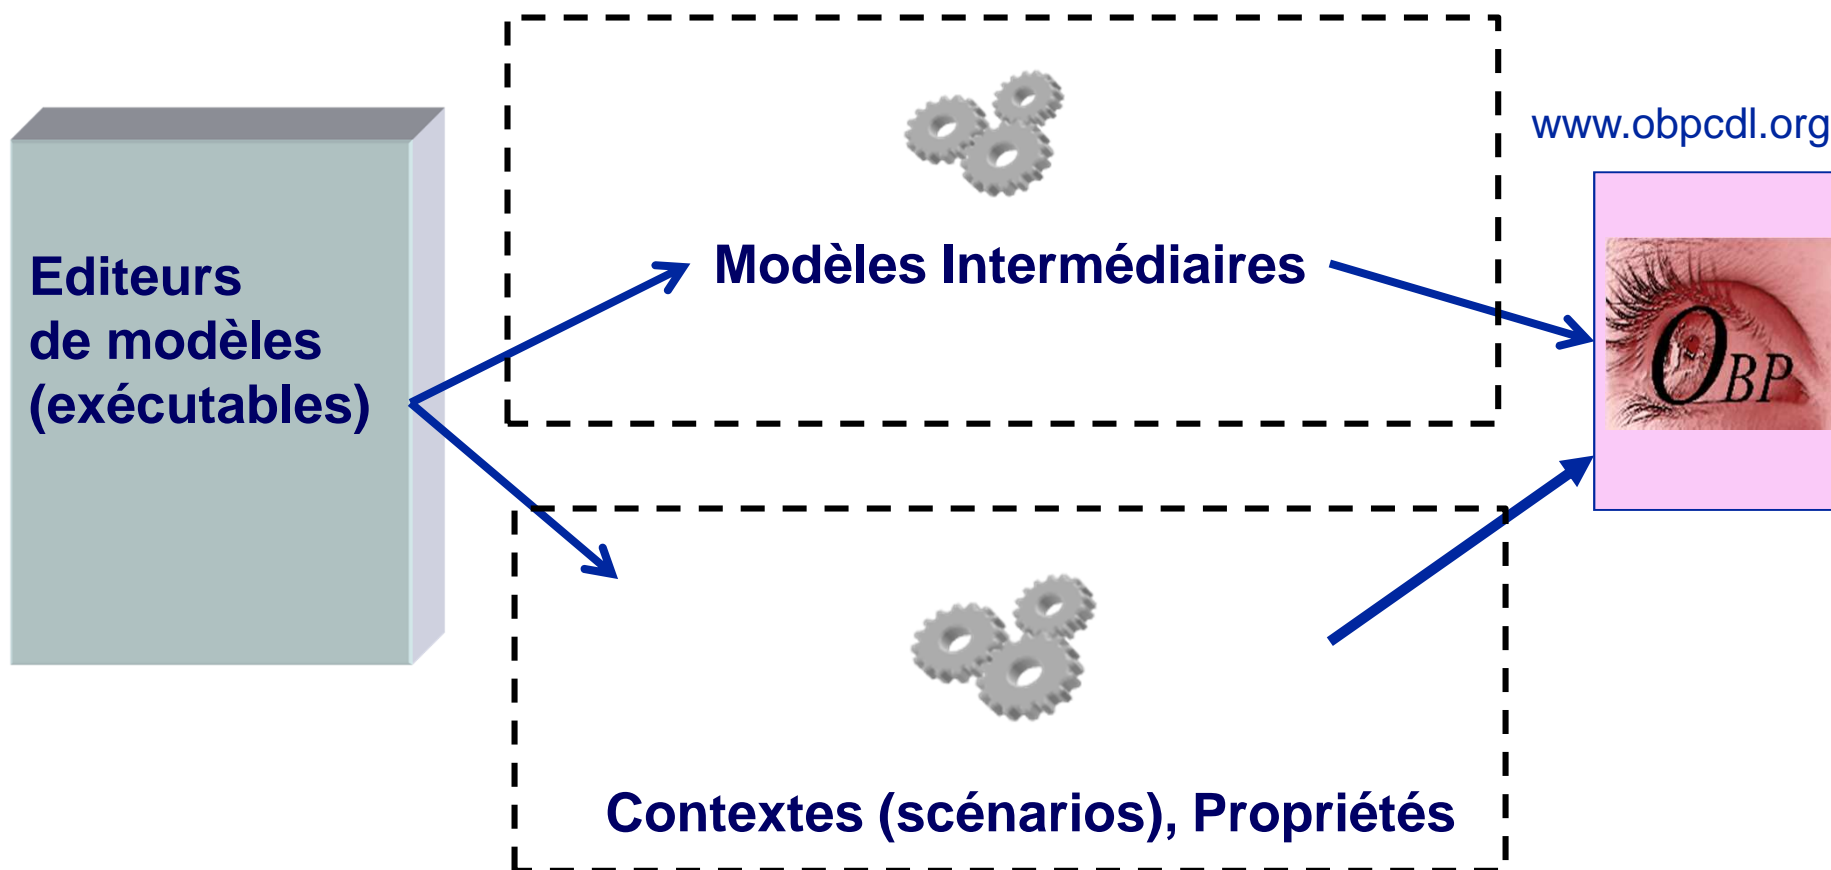 www.obpcdl.org
Editeurs
de modèles
(exécutables)
Modèles Intermédiaires
OBP
Contextes (scénarios), Propriétés